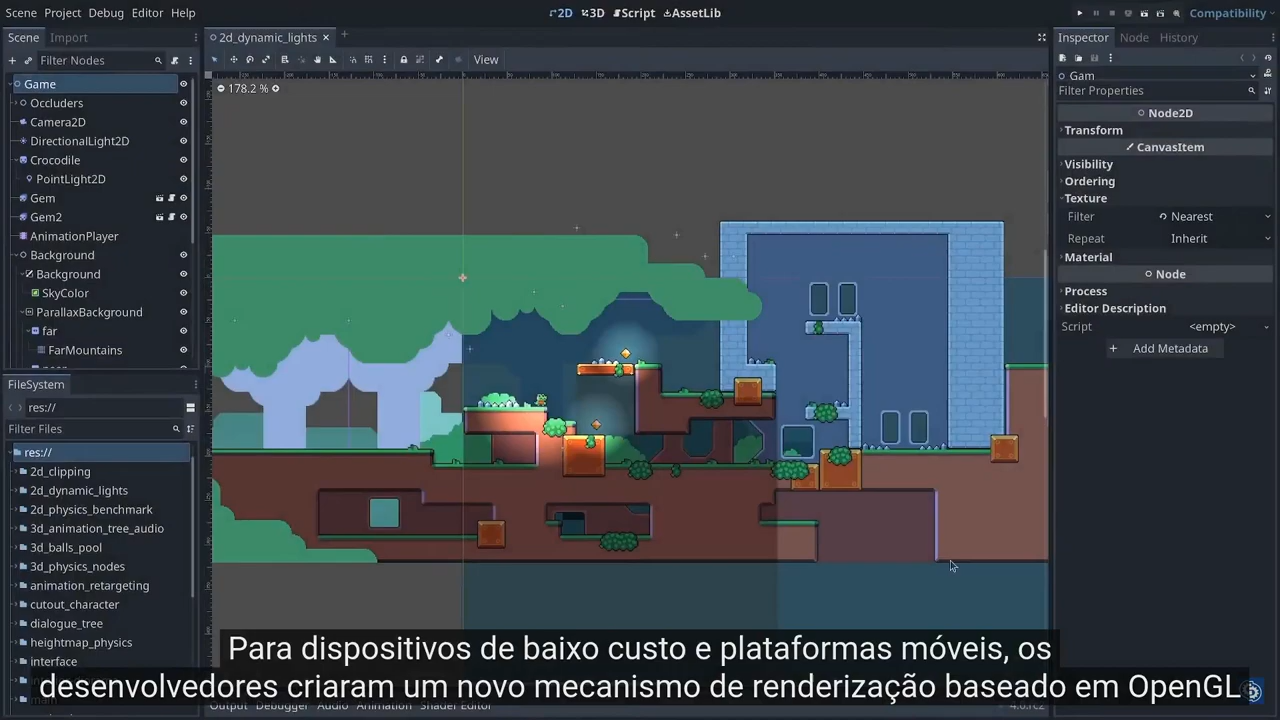 Scene Project Debug Editor Help
2D 3D Script AssetLib
Compatibility
Scene Import
Filter Nodes
Game
Occluders
Camera2D
DirectionalLight2D
Crocodile
PointLight2D
Gem
Gem2
AnimationPlayer
Background
Background
SkyColor
ParallaxBackground
far
FarMountains
FileSystem
res://
Filter Files
res://
2d_clipping
2d_dynamic_lights
2d_physics_benchmark
3d_animation_tree_audio
3d_balls_pool
3d_physics_nodes
animation_retargeting
cutout_character
dialogue_tree
heightmap_physics
interface
2d_dynamic_lights
View
178.2 %
Inspector Node History
Gam
Filter Properties
Node2D
Transform
CanvasItem
Visibility
Ordering
Texture
Filter Nearest
Repeat Inherit
Material
Node
Process
Editor Description
Script <empty>
Add Metadata
Para dispositivos de baixo custo e plataformas móveis, os
desenvolvedores criaram um novo mecanismo de renderização baseado em OpenGL
Output Debugger Audio Animation Shader Editor
4.0.rc2